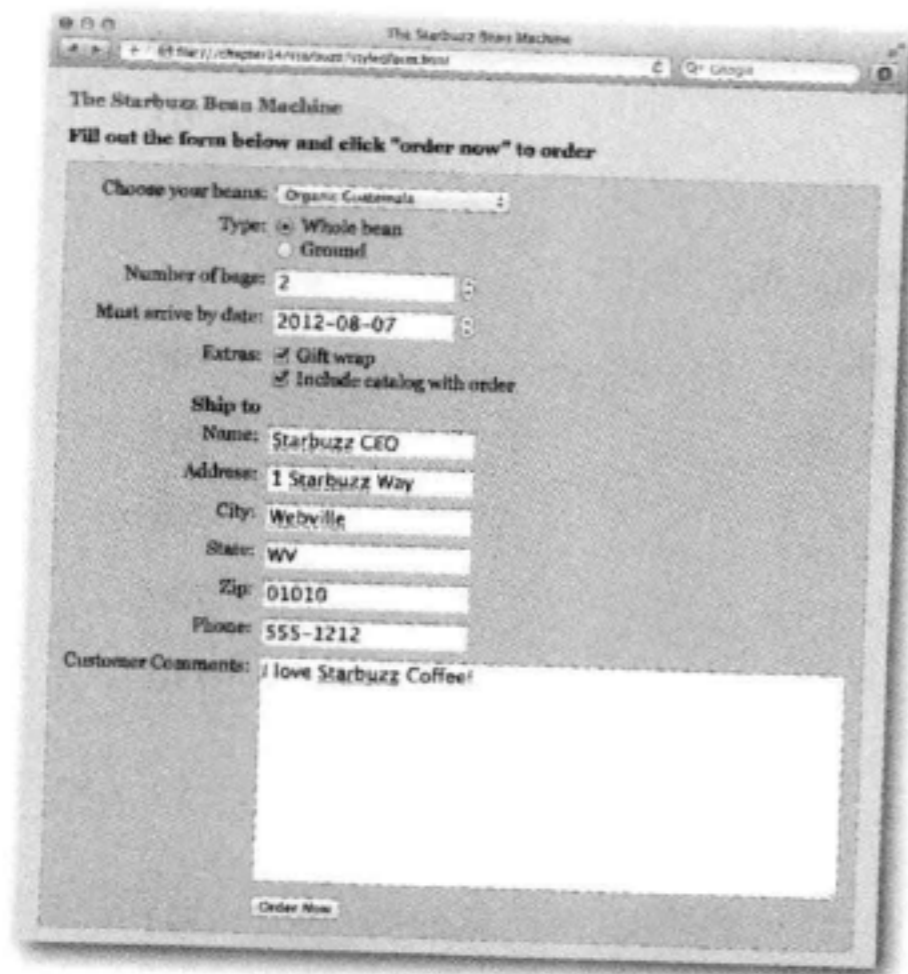 The Starbuzz Bean Machine
Google
The Starbuzz Bean Machine
Fill out the form below and click "order now" to order
Choose your beans: Organic Guatemala
Type: Whole bean
Ground
Number of bags: 2
Must arrive by date: 2012-08-07
Extras: Gift wrap
Include catalog with order
Ship to
Name: Starbuzz CEO
Address: 1 Starbuzz Way
City: Webville
State: WV
Zip: 01010
Phone: 555-1212
Customer Comments: I love Starbuzz Coffee!
Order Now